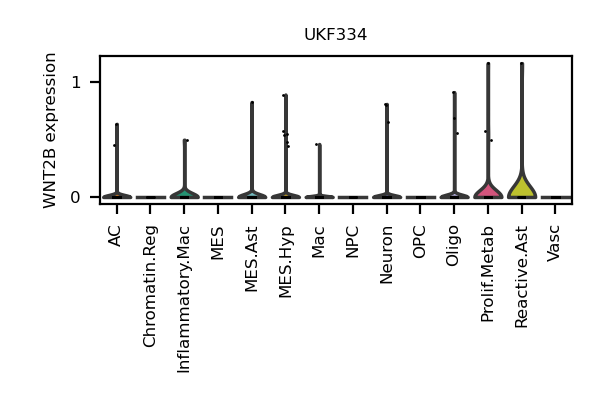 UKF334
WNT2B expression
1
0
AC
Chromatin.Reg
Inflammatory.Mac
MES
MES.Ast
MES.Hyp
Mac
NPC
Neuron
OPC
Oligo
Prolif.Metab
Reactive.Ast
Vasc